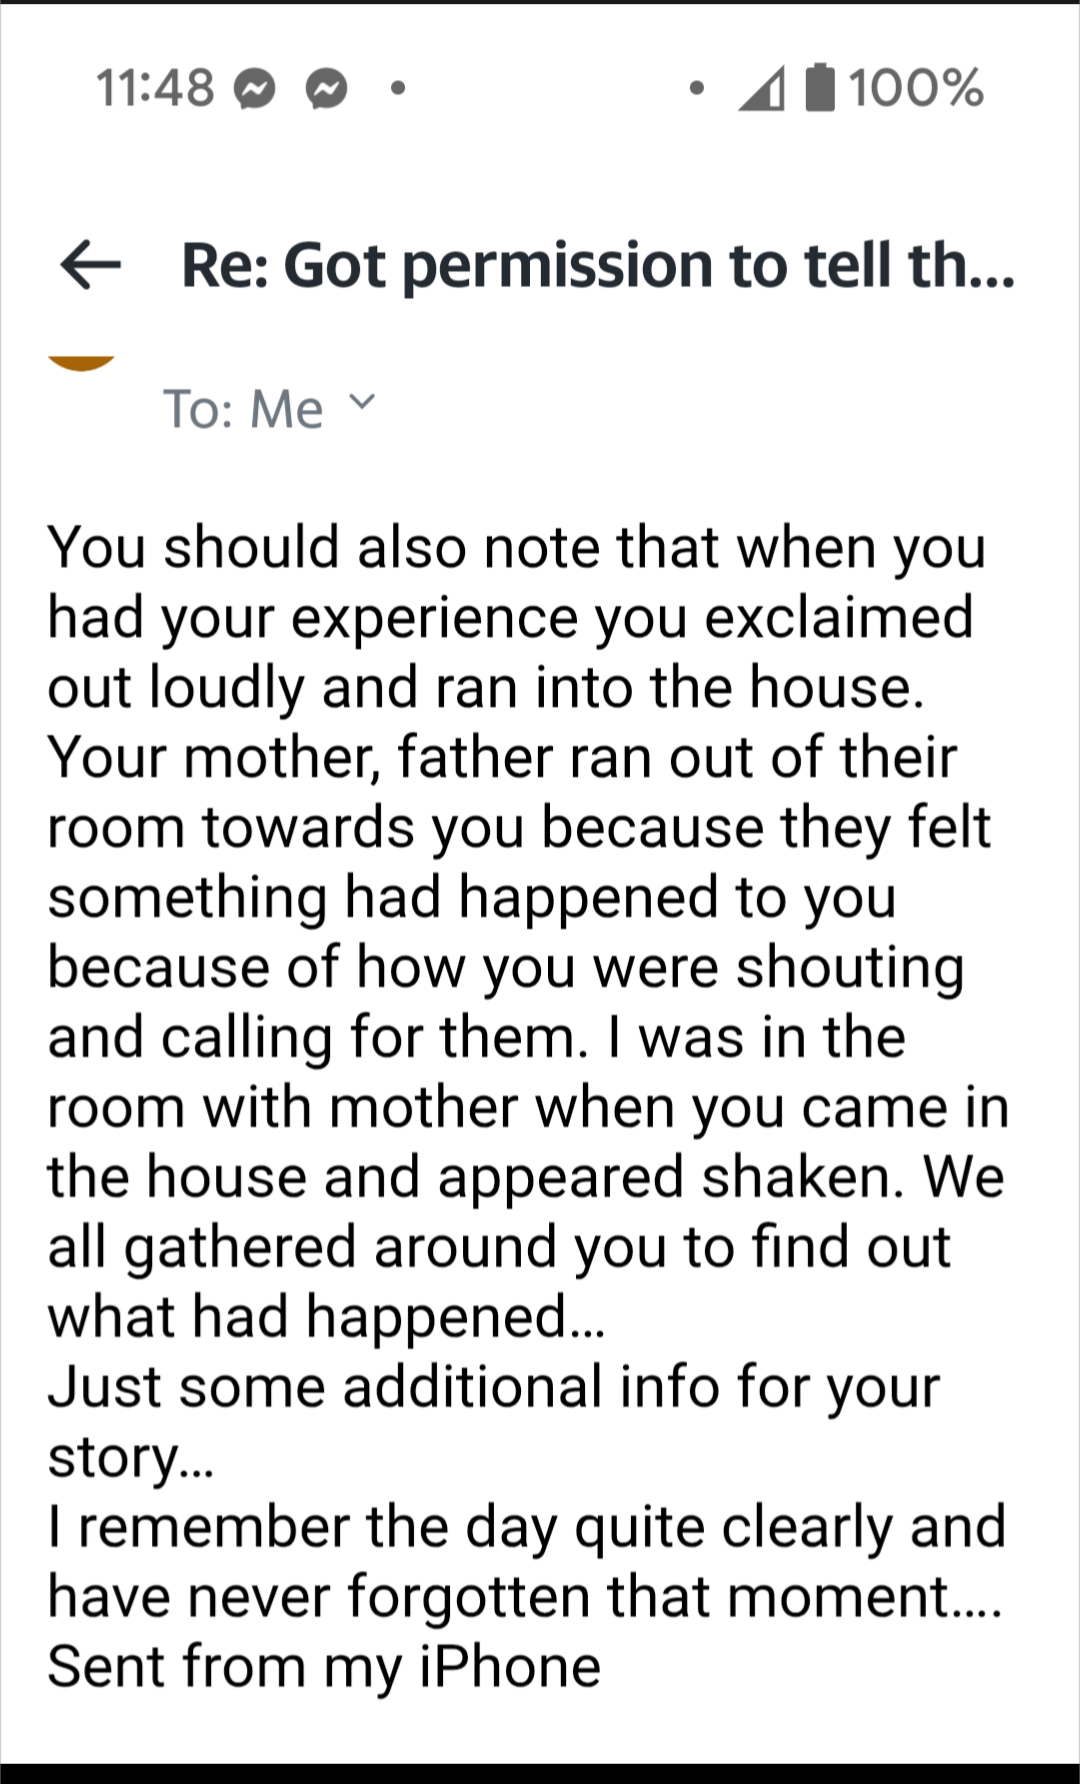 11:48 100%
Re: Got permission to tell th...
To: Me
You should also note that when you
had your experience you exclaimed
out loudly and ran into the house.
Your mother, father ran out of their
room towards you because they felt
something had happened to you
because of how you were shouting
and calling for them. I was in the
room with mother when you came in
the house and appeared shaken. We
all gathered around you to find out
what had happened...
Just some additional info for your
story...
I remember the day quite clearly and
have never forgotten that moment....
Sent from my iPhone